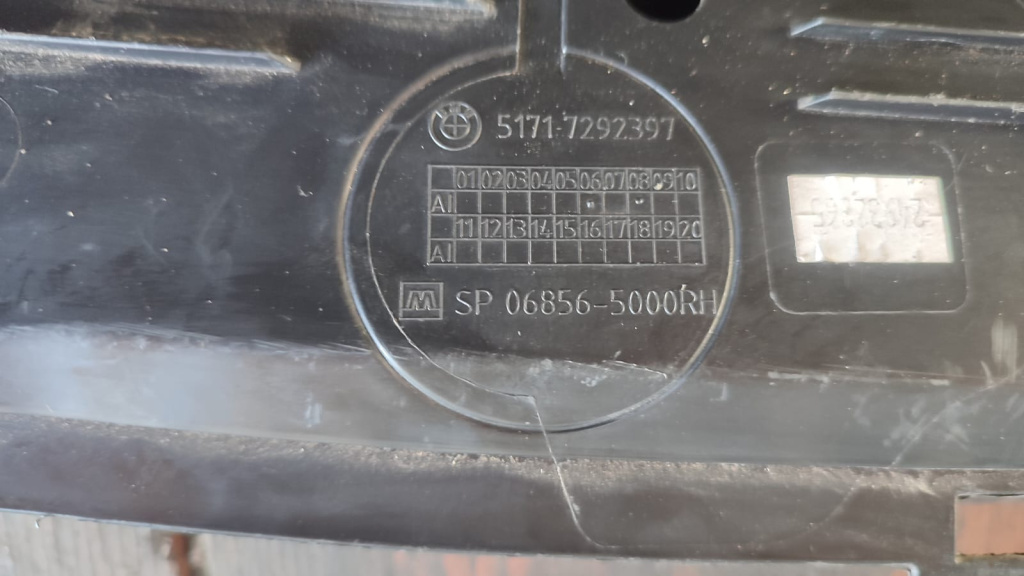 5171-7292397
01 02 03 04 05 06 07 08 09 10
AI
11 12 13 14 15 16 17 18 19 20
AI
M SP 06856-5000RH